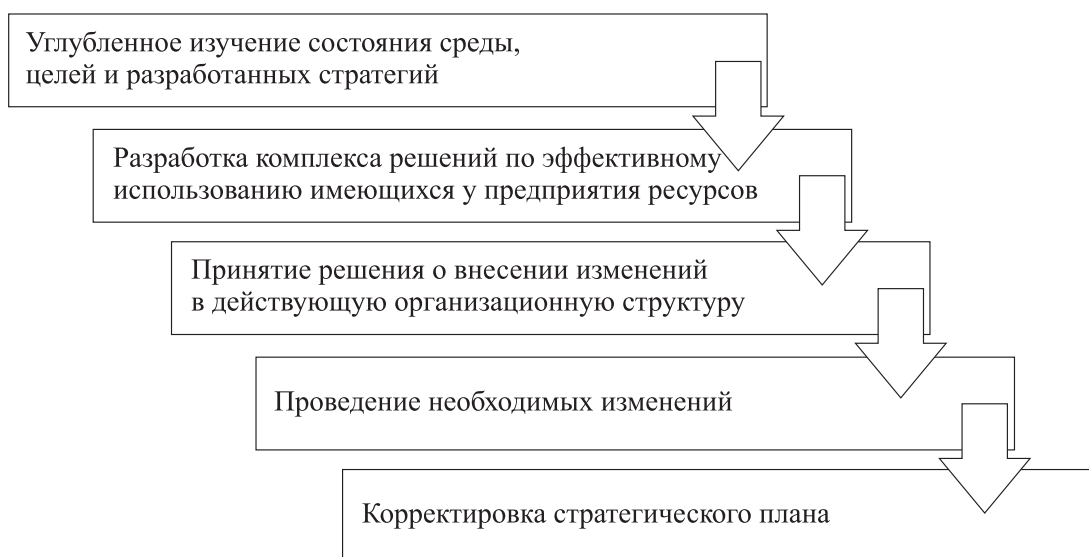 Углубленное изучение состояния среды,
целей и разработанных стратегий
Разработка комплекса решений по эффективному
использованию имеющихся у предприятия ресурсов
Принятие решения о внесении изменений
в действующую организационную структуру
Проведение необходимых изменений
Корректировка стратегического плана